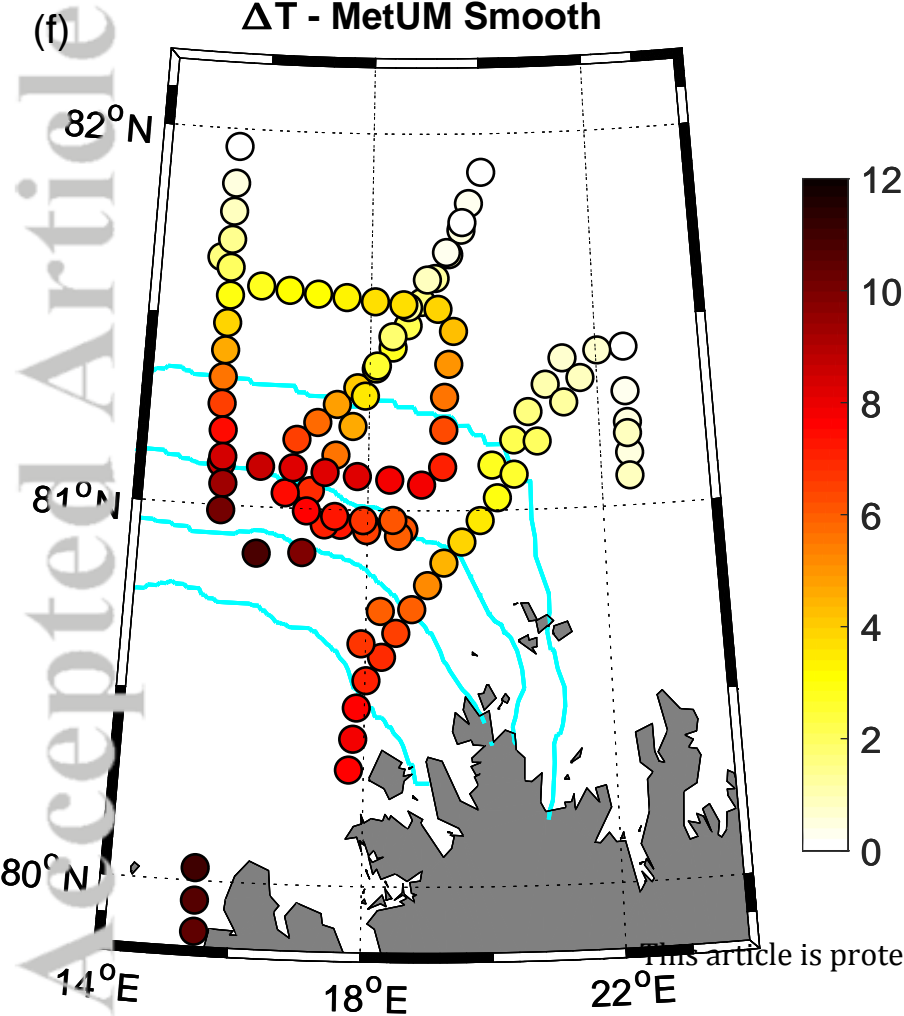 (f)
ΔT - MetUM Smooth
Accepted Article
82°N
81°N
80°N
14°E
18°E
22°E
12
10
8
6
4
2
0
This article is prote